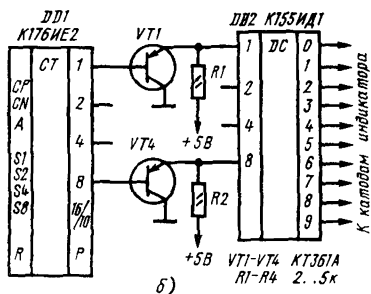 DD1
К176ИЕ2
CT
CP
CN
A
S1
S2
S4
S8
R
1
2
4
8
16/10
P
VT1
R1
+5В
VT4
R2
+5В
DD2 К155ИД1
DC
1
2
4
8
0
1
2
3
4
5
6
7
8
9
К катодам индикатора
VT1-VT4 КТ361А
R1-R4 2..5к
б)